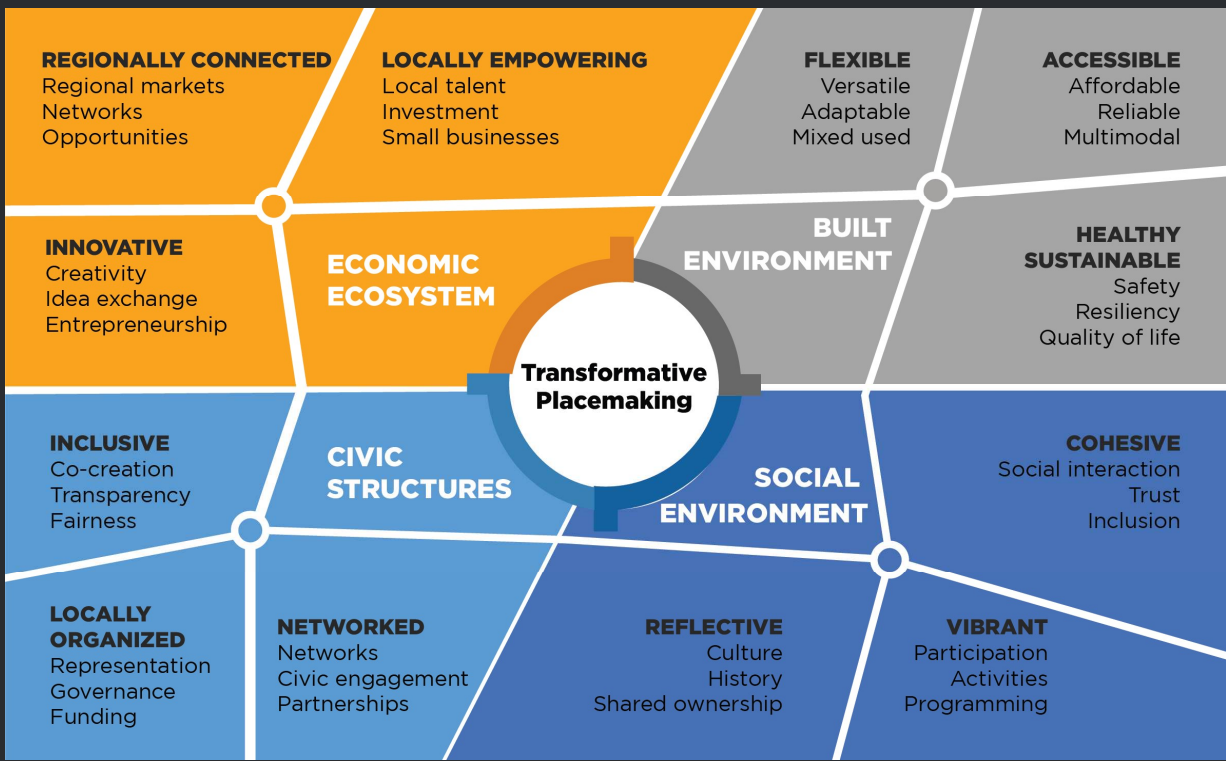 REGIONALLY CONNECTED
Regional markets
Networks
Opportunities
LOCALLY EMPOWERING
Local talent
Investment
Small businesses
INNOVATIVE
Creativity
Idea exchange
Entrepreneurship
ECONOMIC
ECOSYSTEM
FLEXIBLE
Versatile
Adaptable
Mixed used
ACCESSIBLE
Affordable
Reliable
Multimodal
BUILT
ENVIRONMENT
HEALTHY
SUSTAINABLE
Safety
Resiliency
Quality of life
Transformative
Placemaking
INCLUSIVE
Co-creation
Transparency
Fairness
CIVIC
STRUCTURES
LOCALLY
ORGANIZED
Representation
Governance
Funding
NETWORKED
Networks
Civic engagement
Partnerships
SOCIAL
ENVIRONMENT
COHESIVE
Social interaction
Trust
Inclusion
REFLECTIVE
Culture
History
Shared ownership
VIBRANT
Participation
Activities
Programming